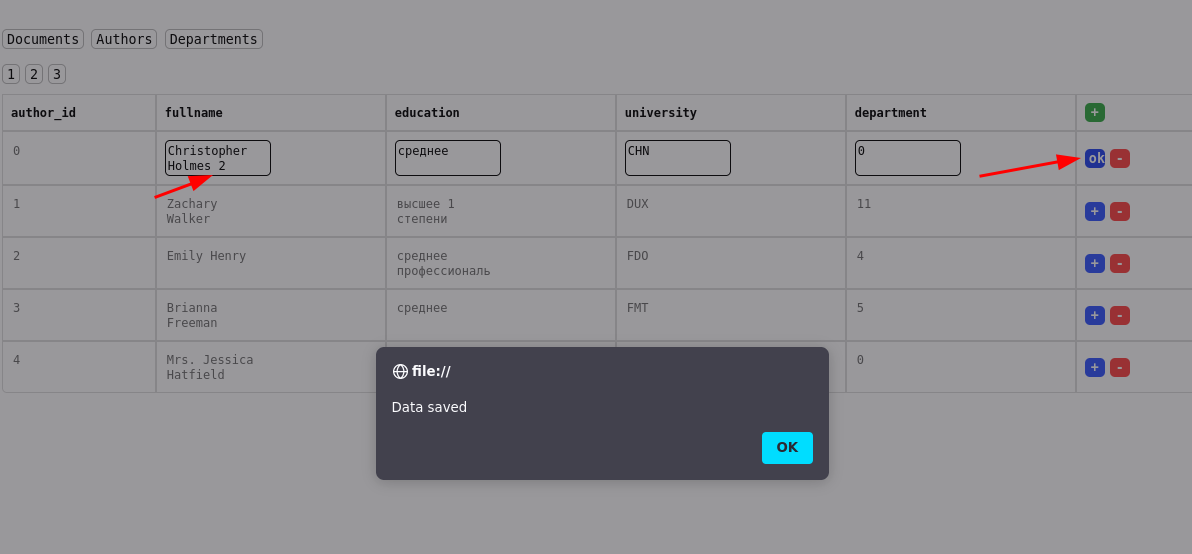 Documents Authors Departments
1 2 3
author_id fullname education university department +
0 Christopher Holmes 2 среднее CHN 0 ok -
1 Zachary Walker высшее 1 степени DUX 11 + -
2 Emily Henry среднее профессиональ FDO 4 + -
3 Brianna Freeman среднее FMT 5 + -
4 Mrs. Jessica Hatfield 0 + -
file://
Data saved
OK